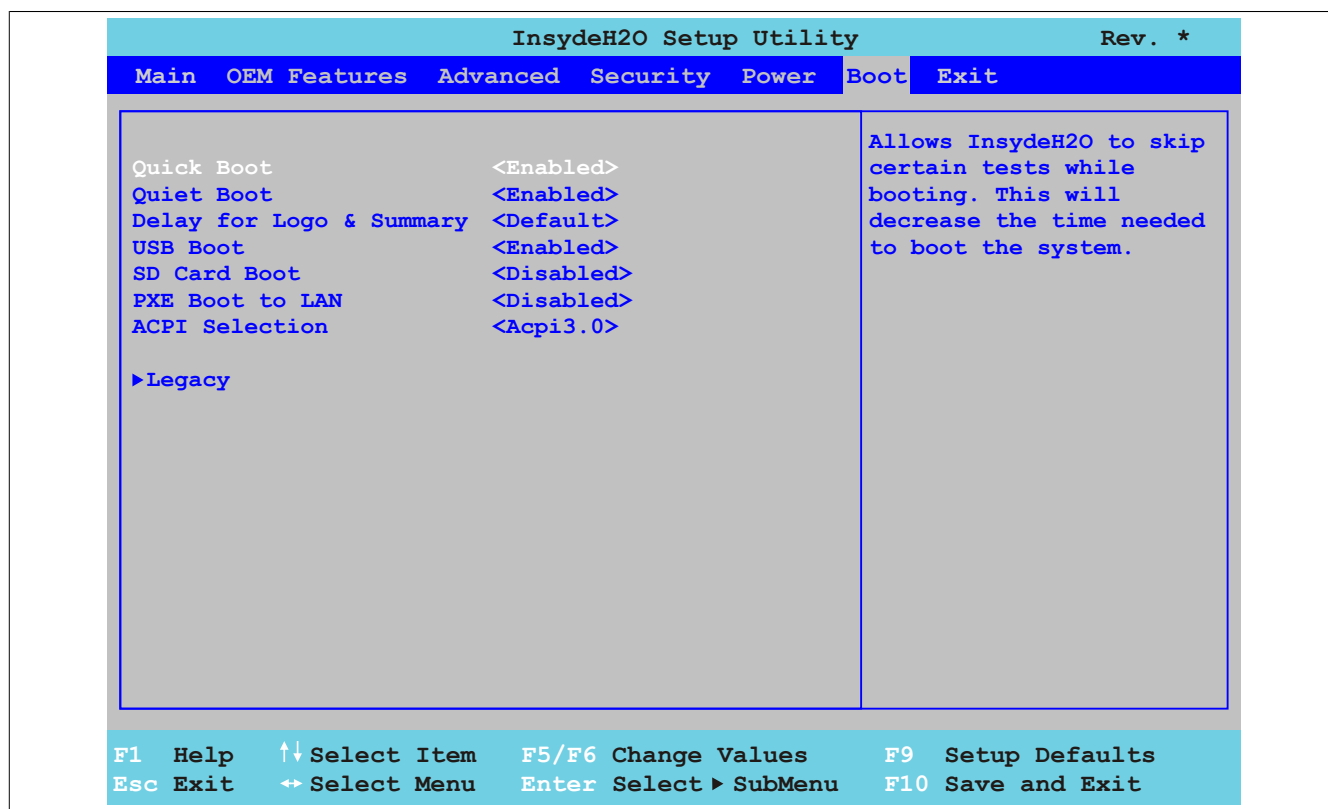 InsydeH2O Setup Utility Rev. *
Main OEM Features Advanced Security Power Boot Exit
Quick Boot <Enabled>
Quiet Boot <Enabled>
Delay for Logo & Summary <Default>
USB Boot <Enabled>
SD Card Boot <Disabled>
PXE Boot to LAN <Disabled>
ACPI Selection <Acpi3.0>
▶Legacy
Allows InsydeH2O to skip
certain tests while
booting. This will
decrease the time needed
to boot the system.
F1 Help ↑↓ Select Item F5/F6 Change Values F9 Setup Defaults
Esc Exit ↔ Select Menu Enter Select ▶ SubMenu F10 Save and Exit